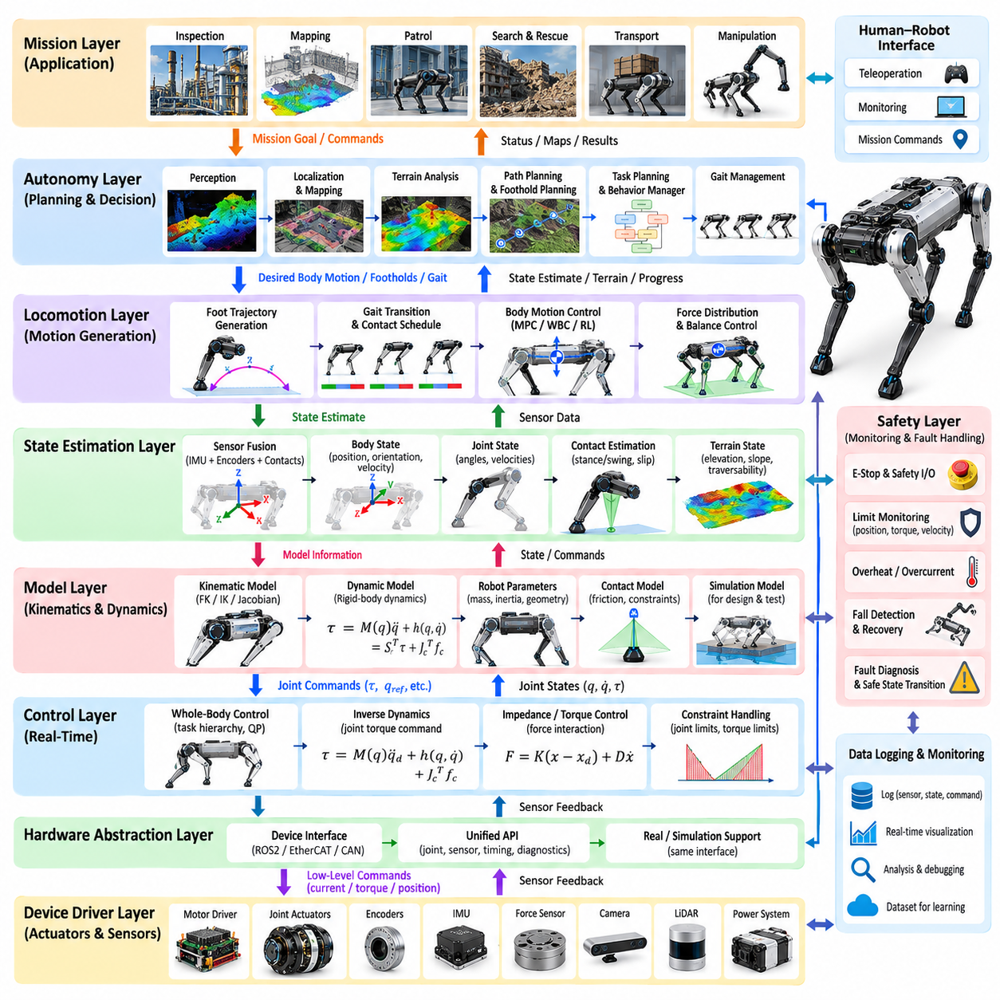 Mission Layer
(Application)
Inspection
Mapping
Patrol
Search & Rescue
Transport
Manipulation
Human–Robot
Interface
Teleoperation
Monitoring
Mission Commands
Mission Goal / Commands
Status / Maps / Results
Autonomy Layer
(Planning & Decision)
Perception
Localization
& Mapping
Terrain Analysis
Path Planning
& Foothold Planning
Task Planning
& Behavior Manager
Gait Management
Desired Body Motion / Footholds / Gait
State Estimate / Terrain / Progress
Locomotion Layer
(Motion Generation)
Foot Trajectory
Generation
Gait Transition
& Contact Schedule
Body Motion Control
(MPC / WBC / RL)
Force Distribution
& Balance Control
State Estimate
Sensor Data
State Estimation Layer
Sensor Fusion
(IMU + Encoders + Contacts)
Z
X
X
Body State
(position, orientation,
velocity)
Z
X
Joint State
(angles, velocities)
Contact Estimation
(stance/swing, slip)
Terrain State
(elevation, slope,
traversability)
Model Information
State / Commands
Model Layer
(Kinematics & Dynamics)
Kinematic Model
(FK / IK / Jacobian)
Dynamic Model
(Rigid-body dynamics)
τ = M(q)q̈ + h(q, q̇)
= Sᵣᵀτ + J_cᵀf_c
Robot Parameters
(mass, inertia, geometry)
Contact Model
(friction, constraints)
Simulation Model
(for design & test)
Joint Commands (τ, q_ref, etc.)
Joint States (q, q̇, τ)
Control Layer
(Real-Time)
Whole-Body Control
(task hierarchy, QP)
Inverse Dynamics
(joint torque command
τ = M(q)q̈_d + h(q, q̇)
+ J_cᵀf_c
Impedance / Torque Control
(force interaction)
F = K(x − x_d) + Dẋ
Constraint Handling
(joint limits, torque limits)
Sensor Feedback
Hardware Abstraction Layer
Device Interface
(ROS2 / EtherCAT / CAN)
Unified API
(joint, sensor, timing, diagnostics)
Real / Simulation Support
(same interface)
Low-Level Commands
(current / torque / position)
Sensor Feedback
Device Driver Layer
(Actuators & Sensors)
Motor Driver
Joint Actuators
Encoders
IMU
Force Sensor
Camera
LiDAR
Power System
Safety Layer
(Monitoring & Fault Handling)
E-Stop & Safety I/O
Limit Monitoring
(position, torque, velocity)
Overheat / Overcurrent
Fall Detection
& Recovery
Fault Diagnosis
& Safe State Transition
Data Logging & Monitoring
Log (sensor, state, command)
Real-time visualization
Analysis & debugging
Dataset for learning